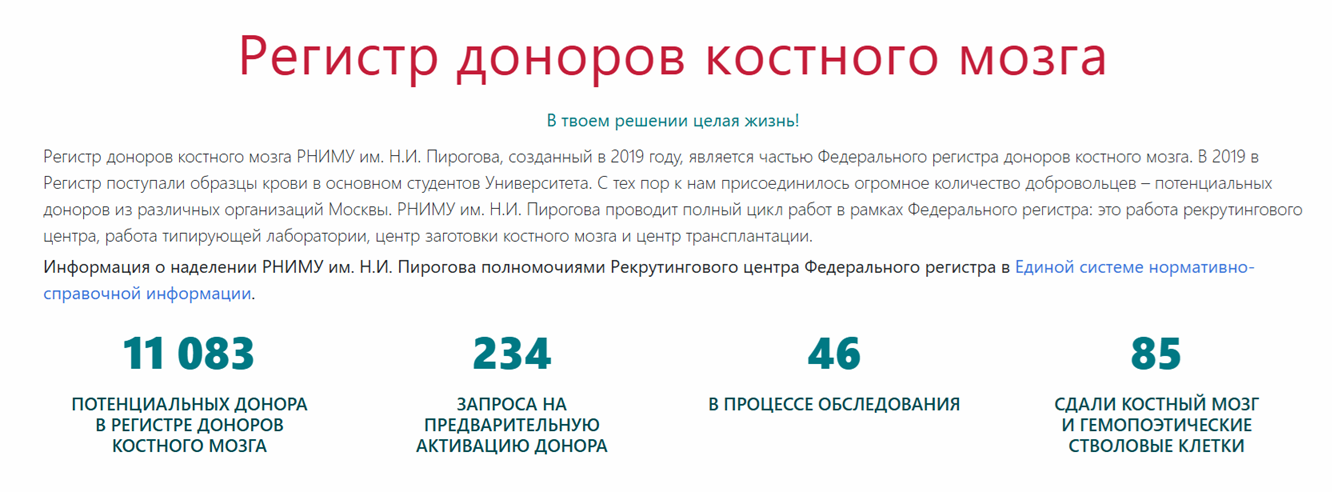 Регистр доноров костного мозга
В твоем решении целая жизнь!
Регистр доноров костного мозга РНИМУ им. Н.И. Пирогова, созданный в 2019 году, является частью Федерального регистра доноров костного мозга. В 2019 в
Регистр поступали образцы крови в основном студентов Университета. С тех пор к нам присоединилось огромное количество добровольцев – потенциальных
доноров из различных организаций Москвы. РНИМУ им. Н.И. Пирогова проводит полный цикл работ в рамках Федерального регистра: это работа рекрутингового
центра, работа типирующей лаборатории, центр заготовки костного мозга и центр трансплантации.
Информация о наделении РНИМУ им. Н.И. Пирогова полномочиями Рекрутингового центра Федерального регистра в Единой системе нормативно-
справочной информации.
11 083
ПОТЕНЦИАЛЬНЫХ ДОНОРА
В РЕГИСТРЕ ДОНОРОВ
КОСТНОГО МОЗГА
234
ЗАПРОСА НА
ПРЕДВАРИТЕЛЬНУЮ
АКТИВАЦИЮ ДОНОРА
46
В ПРОЦЕССЕ ОБСЛЕДОВАНИЯ
85
СДАЛИ КОСТНЫЙ МОЗГ
И ГЕМОПОЭТИЧЕСКИЕ
СТВОЛОВЫЕ КЛЕТКИ